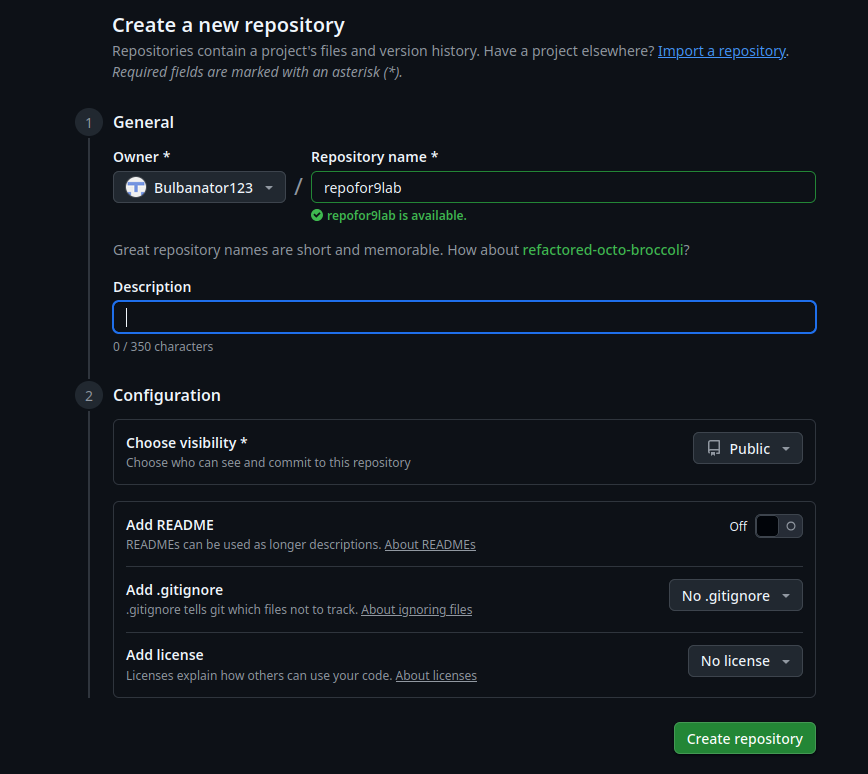 Create a new repository
Repositories contain a project's files and version history. Have a project elsewhere? Import a repository.
Required fields are marked with an asterisk (*).
1 General
Owner * Repository name *
Bulbanator123 / repofor9lab
repofor9lab is available.
Great repository names are short and memorable. How about refactored-octo-broccoli?
Description
0 / 350 characters
2 Configuration
Choose visibility *
Choose who can see and commit to this repository
Public
Add README
READMEs can be used as longer descriptions. About READMEs
Off
Add .gitignore
.gitignore tells git which files not to track. About ignoring files
No .gitignore
Add license
Licenses explain how others can use your code. About licenses
No license
Create repository